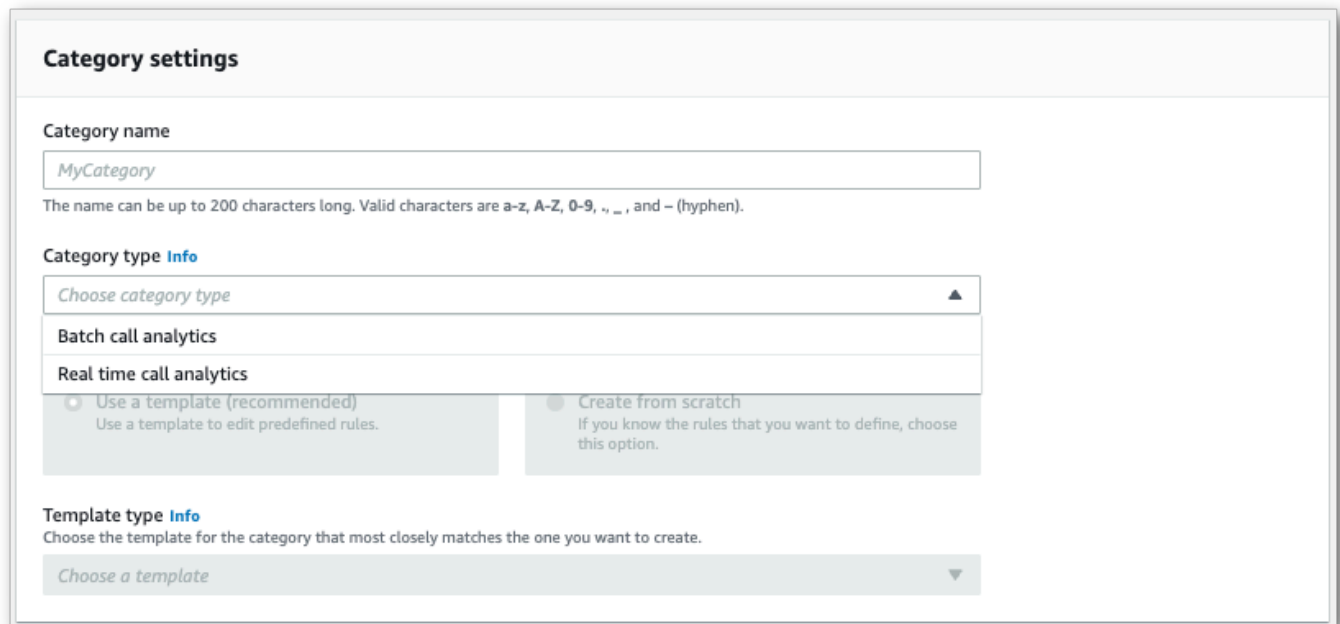 Category settings
Category name
MyCategory
The name can be up to 200 characters long. Valid characters are a-z, A-Z, 0-9, ., _ , and – (hyphen).
Category type Info
Choose category type
Batch call analytics
Real time call analytics
Use a template (recommended)
Use a template to edit predefined rules.
Create from scratch
If you know the rules that you want to define, choose
this option.
Template type Info
Choose the template for the category that most closely matches the one you want to create.
Choose a template